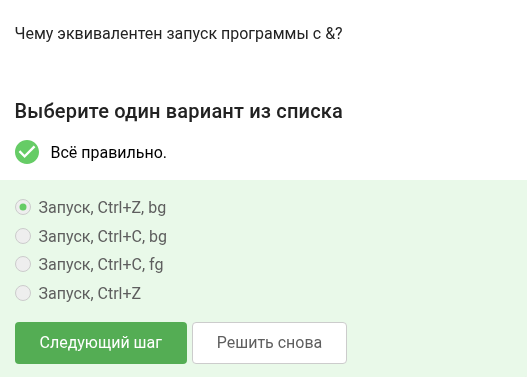 Чему эквивалентен запуск программы с &?
Выберите один вариант из списка
Всё правильно.
Запуск, Ctrl+Z, bg
Запуск, Ctrl+C, bg
Запуск, Ctrl+C, fg
Запуск, Ctrl+Z
Следующий шаг
Решить снова